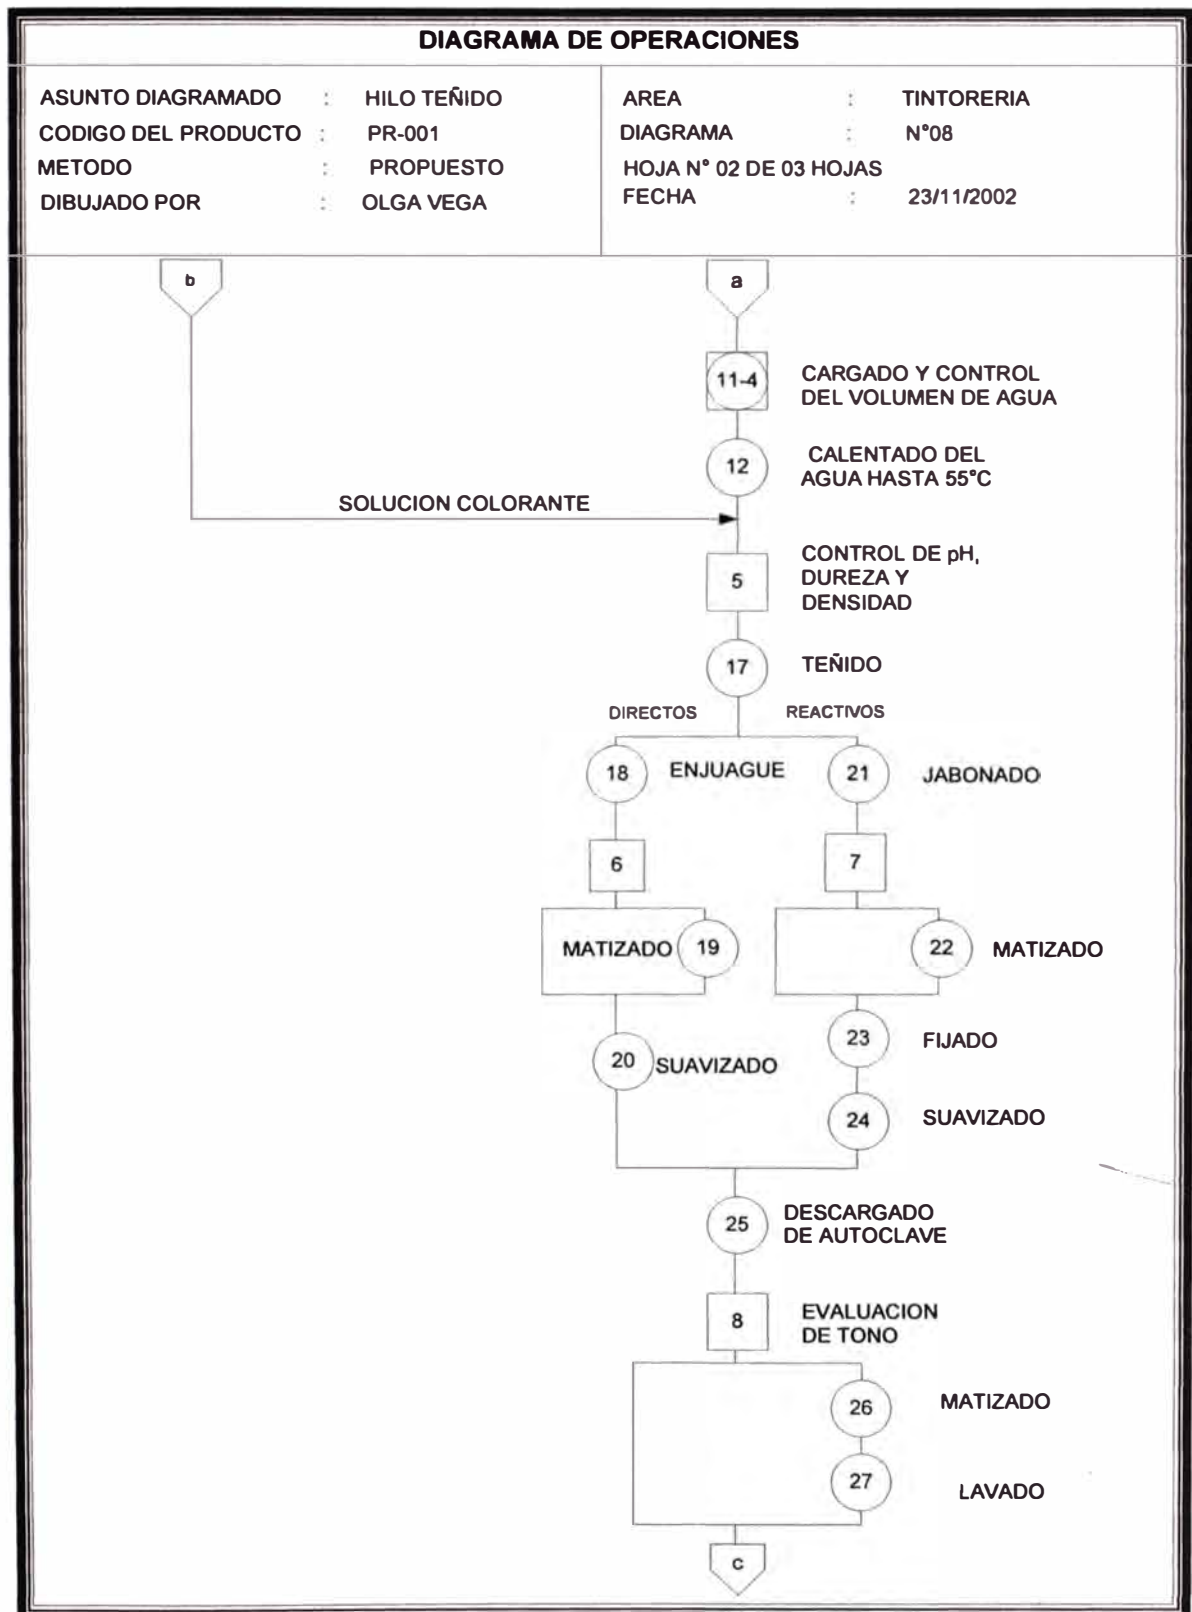 DIAGRAMA DE OPERACIONES
ASUNTO DIAGRAMADO : HILO TEÑIDO
CODIGO DEL PRODUCTO : PR-001
METODO : PROPUESTO
DIBUJADO POR : OLGA VEGA
AREA : TINTORERIA
DIAGRAMA : N°08
HOJA N° 02 DE 03 HOJAS
FECHA : 23/11/2002
b
a
11-4
CARGADO Y CONTROL
DEL VOLUMEN DE AGUA
12
CALENTADO DEL
AGUA HASTA 55°C
SOLUCION COLORANTE
5
CONTROL DE pH,
DUREZA Y
DENSIDAD
17
TEÑIDO
DIRECTOS
REACTIVOS
18
ENJUAGUE
21
JABONADO
6
7
MATIZADO
19
22
MATIZADO
23
FIJADO
20
SUAVIZADO
24
SUAVIZADO
25
DESCARGADO
DE AUTOCLAVE
8
EVALUACION
DE TONO
26
MATIZADO
27
LAVADO
c